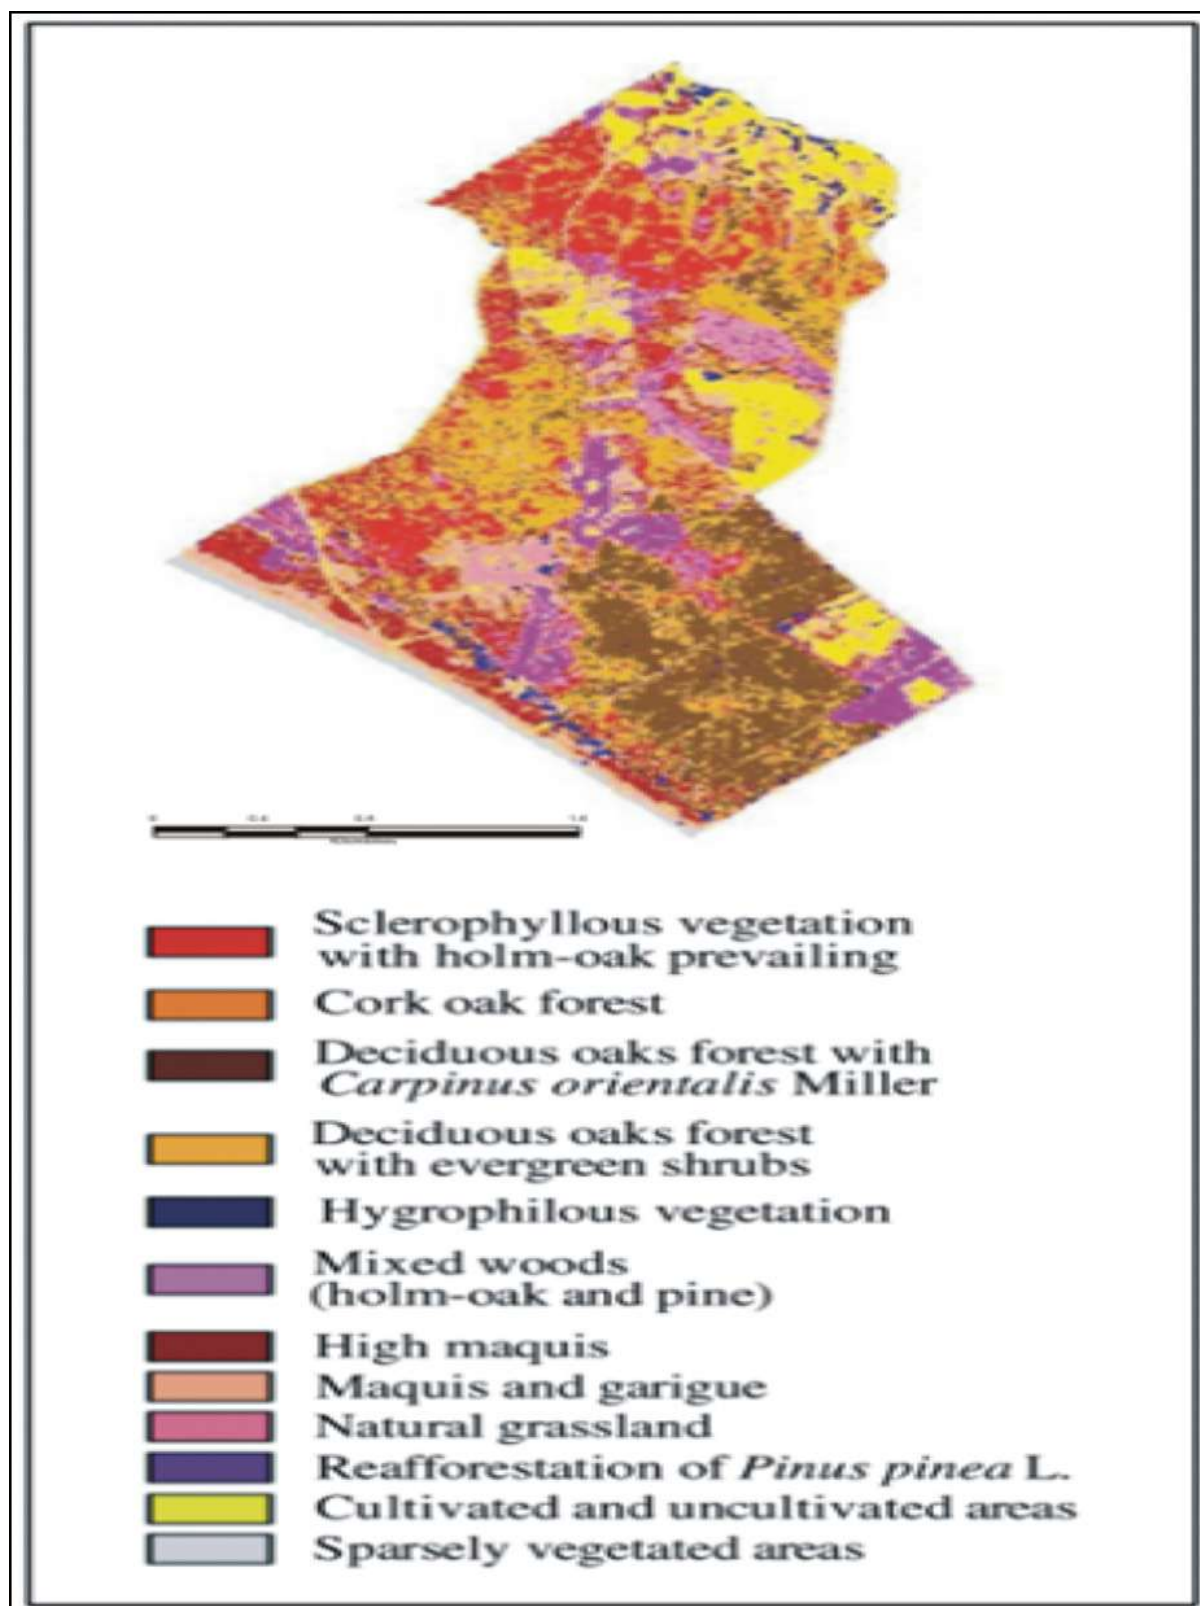 Sclerophyllous vegetation
with holm-oak prevailing
Cork oak forest
Deciduous oaks forest with
Carpinus orientalis Miller
Deciduous oaks forest
with evergreen shrubs
Hygrophilous vegetation
Mixed woods
(holm-oak and pine)
High maquis
Maquis and garigue
Natural grassland
Reafforestation of Pinus pinea L.
Cultivated and uncultivated areas
Sparsely vegetated areas